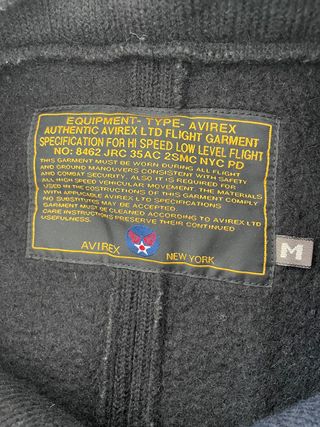 EQUIPMENT- TYPE- AVIREX
AUTHENTIC AVIREX LTD FLIGHT GARMENT
SPECIFICATION FOR HI SPEED LOW LEVEL FLIGHT
NO: 8462 JRC 35AC 2SMC NYC PD
THIS GARMENT MUST BE WORN DURING ALL FLIGHT
AND GROUND MANOUVERS CONSISTENT WITH SAFETY
AND COMBAT SECURITY. ALSO IT IS REQUIRED FOR
ALL HIGH SPEED VEHICULAR MOVEMENT. THE MATERIALS
USED IN THE COSTRUCTIONS OF THIS GARMENT COMPLY
WITH APPLICABLE AVIREX LTD SPECIFICATIONS
NO SUBSTITUTES MAY BE ACCEPTED.
GARMENT MUST BE CLEANED ACCORDING TO AVIREX LTD
CARE INSTRUCTIONS PRESERVE THEIR CONTINUED
USEFULNESS.
AVIREX NEW YORK
M